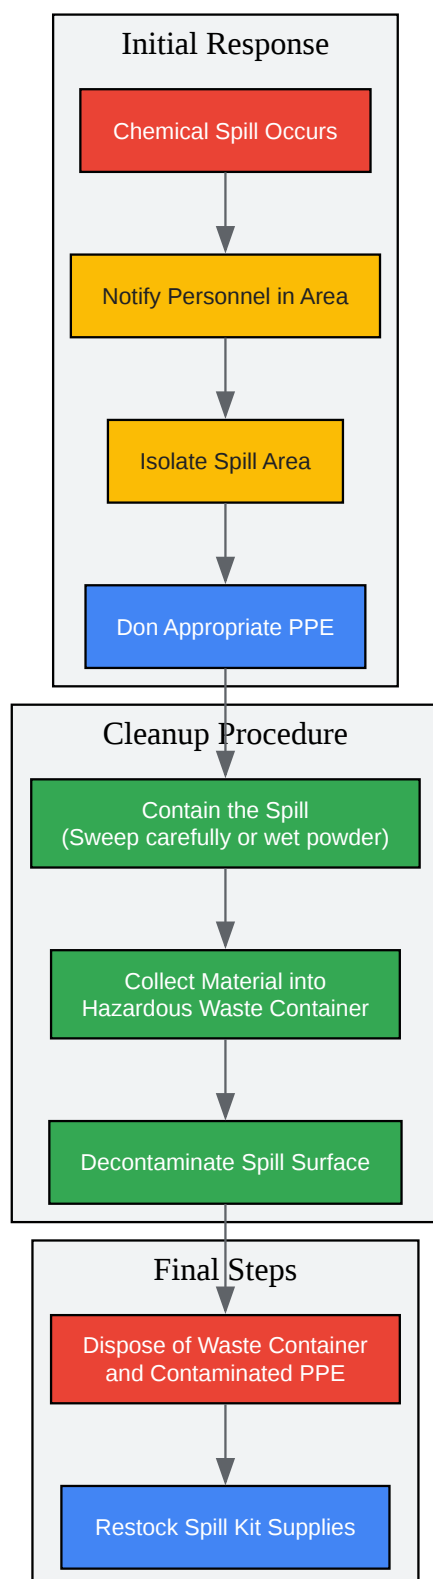 Initial Response
Chemical Spill Occurs
Notify Personnel in Area
Isolate Spill Area
Don Appropriate PPE
Cleanup Procedure
Contain the Spill
(Sweep carefully or wet powder)
Collect Material into
Hazardous Waste Container
Decontaminate Spill Surface
Final Steps
Dispose of Waste Container
and Contaminated PPE
Restock Spill Kit Supplies